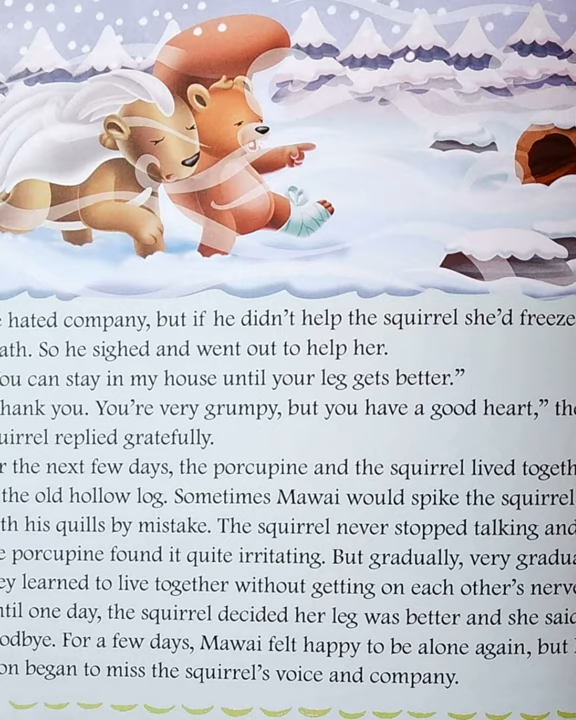 hated company, but if he didn't help the squirrel she'd freeze
ath. So he sighed and went out to help her.
ou can stay in my house until your leg gets better."
hank you. You're very grumpy, but you have a good heart," the
uirrel replied gratefully.
r the next few days, the porcupine and the squirrel lived togeth
the old hollow log. Sometimes Mawai would spike the squirrel
th his quills by mistake. The squirrel never stopped talking and
e porcupine found it quite irritating. But gradually, very gradua
ey learned to live together without getting on each other's nerve
ntil one day, the squirrel decided her leg was better and she said
odbye. For a few days, Mawai felt happy to be alone again, but
on began to miss the squirrel's voice and company.